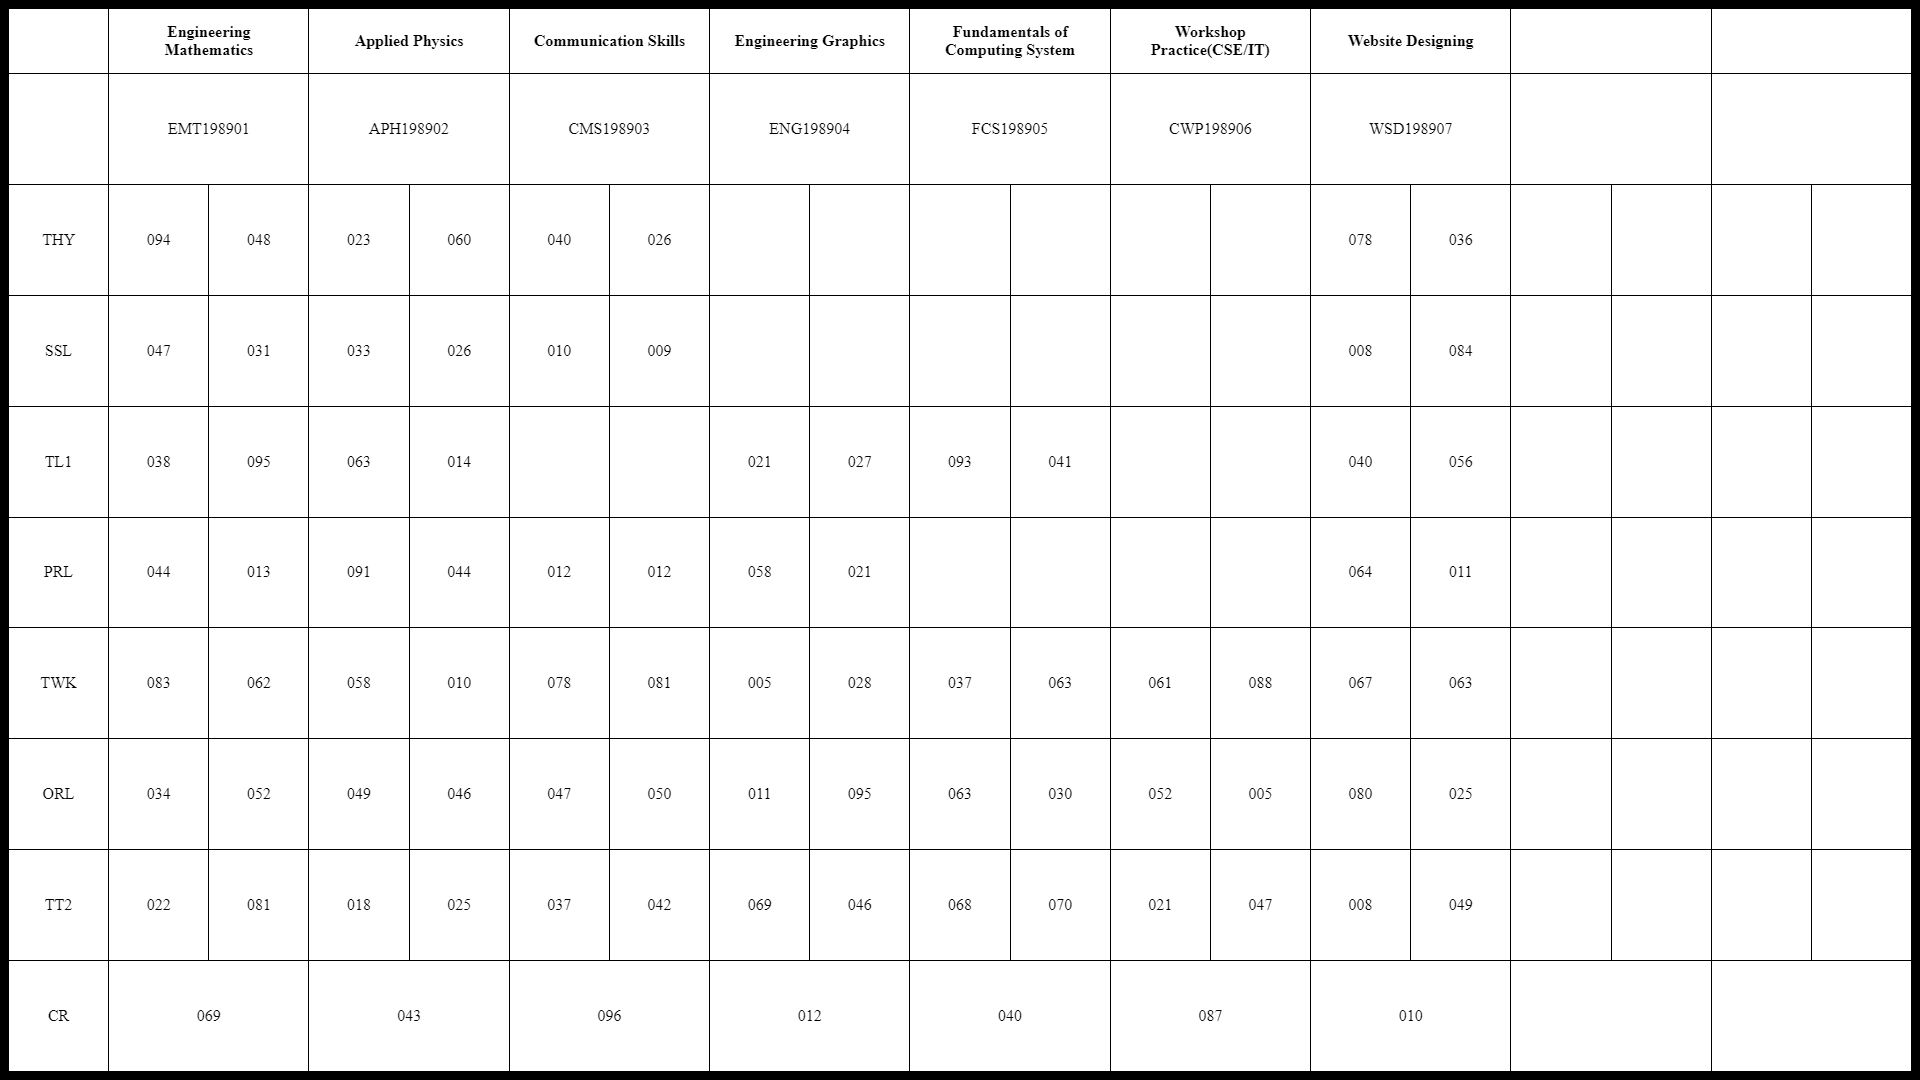 Engineering Mathematics Applied Physics Communication Skills Engineering Graphics Fundamentals of Computing System Workshop Practice(CSE/IT) Website Designing
EMT198901 APH198902 CMS198903 ENG198904 FCS198905 CWP198906 WSD198907
THY 094 048 023 060 040 026 078 036
SSL 047 031 033 026 010 009 008 084
TL1 038 095 063 014 021 027 093 041 040 056
PRL 044 013 091 044 012 012 058 021 064 011
TWK 083 062 058 010 078 081 005 028 037 063 061 088 067 063
ORL 034 052 049 046 047 050 011 095 063 030 052 005 080 025
TT2 022 081 018 025 037 042 069 046 068 070 021 047 008 049
CR 069 043 096 012 040 087 010